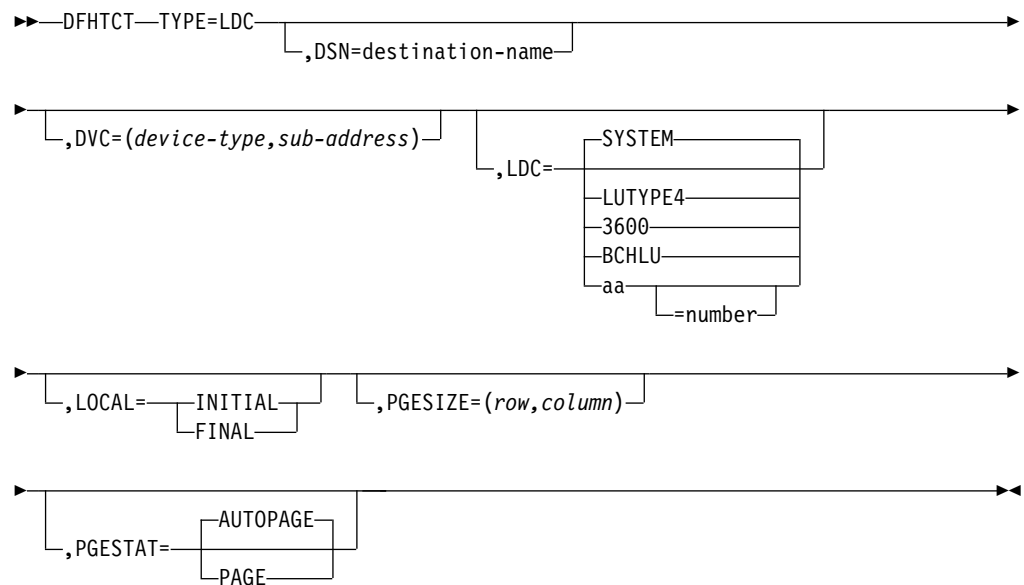 DFHTCT TYPE=LDC
,DSN=destination-name
,DVC=(device-type,sub-address)
,LDC=
SYSTEM
LUTYPE4
3600
BCHLU
aa
=number
,LOCAL=
INITIAL
FINAL
,PGESIZE=(row,column)
,PGESTAT=
AUTOPAGE
PAGE